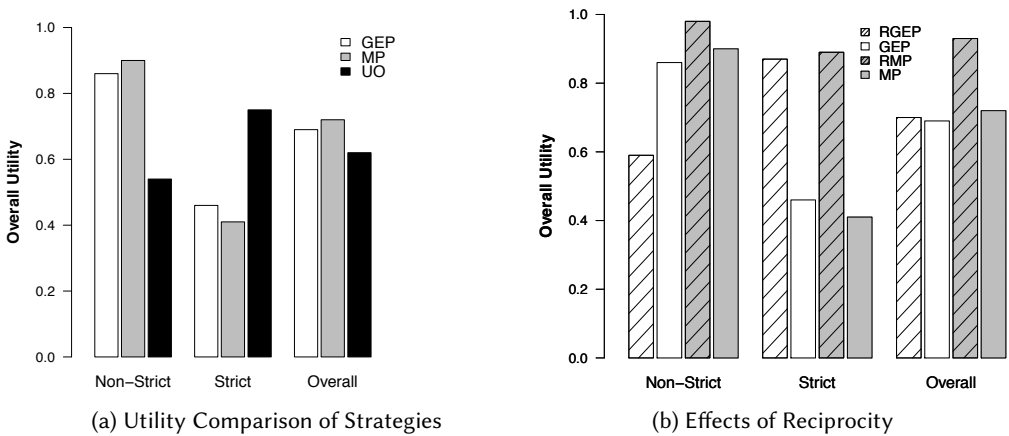 Overall Utility
1.0
0.8
0.6
0.4
0.2
0.0
GEP
MP
UO
Non−Strict Strict Overall
(a) Utility Comparison of Strategies
Overall Utility
1.0
0.8
0.6
0.4
0.2
0.0
RGEP
GEP
RMP
MP
Non−Strict Strict Overall
(b) Effects of Reciprocity